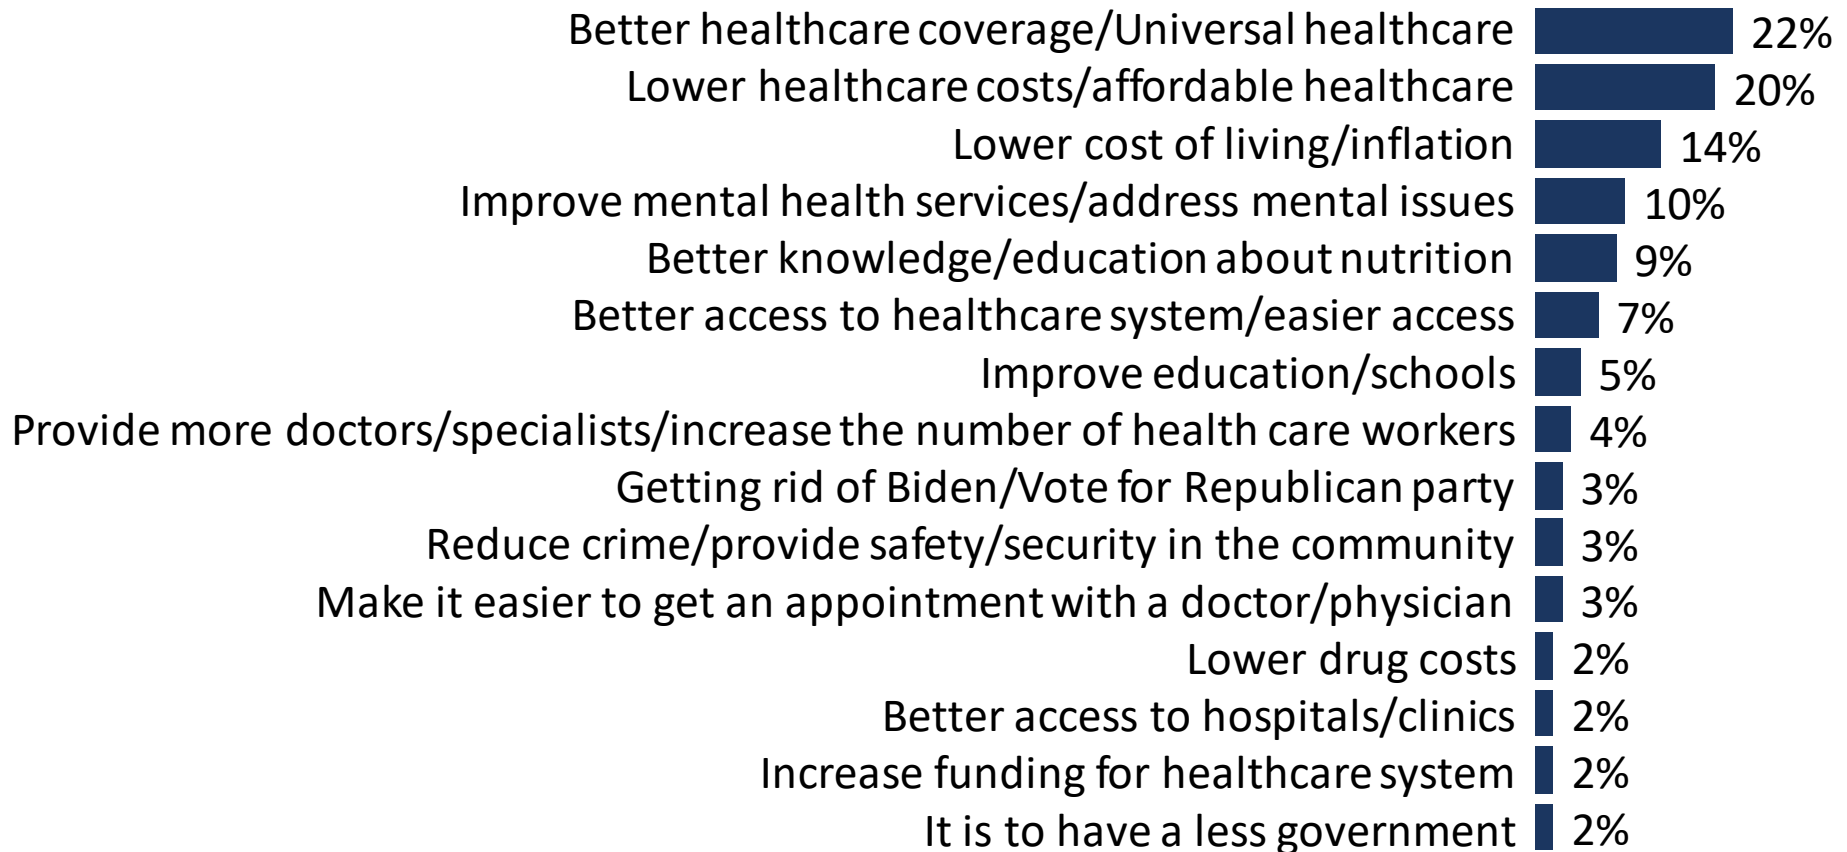 Better healthcare coverage/Universal healthcare 22%
Lower healthcare costs/affordable healthcare 20%
Lower cost of living/inflation 14%
Improve mental health services/address mental issues 10%
Better knowledge/education about nutrition 9%
Better access to healthcare system/easier access 7%
Improve education/schools 5%
Provide more doctors/specialists/increase the number of health care workers 4%
Getting rid of Biden/Vote for Republican party 3%
Reduce crime/provide safety/security in the community 3%
Make it easier to get an appointment with a doctor/physician 3%
Lower drug costs 2%
Better access to hospitals/clinics 2%
Increase funding for healthcare system 2%
It is to have a less government 2%